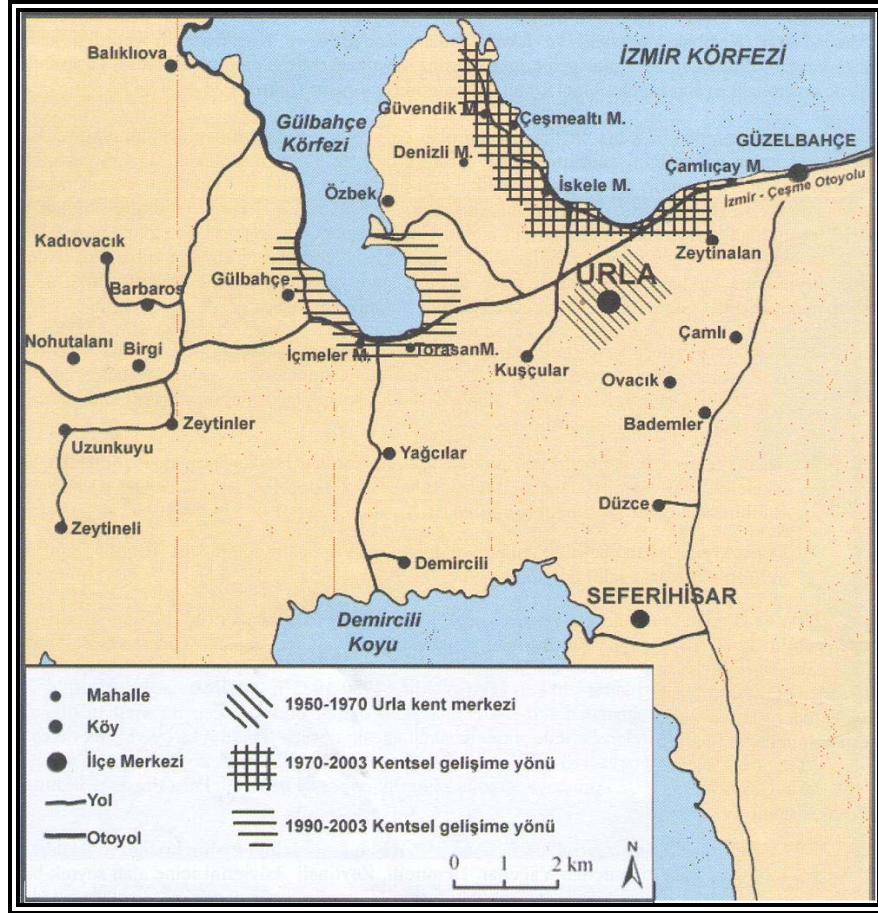 İZMİR KÖRFEZİ
Balıklıova
Gülbahçe
Körfezi
Güvendik M.
Çeşmealtı M.
Denizli M.
GÜZELBAHÇE
Çamlıçay M.
İskele M.
İzmir - Çeşme Otoyolu
Özbek
Kadıovacık
Zeytinalan
Gülbahçe
URLA
Barbaros
Nohutalanı
Birgi
İçmeler M.
Torasan M.
Çamlı
Kuşçular
Ovacık
Bademler
Zeytinler
Uzunkuyu
Yağcılar
Düzce
Zeytineli
Demircili
SEFERİHİSAR
Demircili
Koyu
Mahalle
Köy
İlçe Merkezi
Yol
Otoyol
1950-1970 Urla kent merkezi
1970-2003 Kentsel gelişime yönü
1990-2003 Kentsel gelişime yönü
0 1 2 km
N